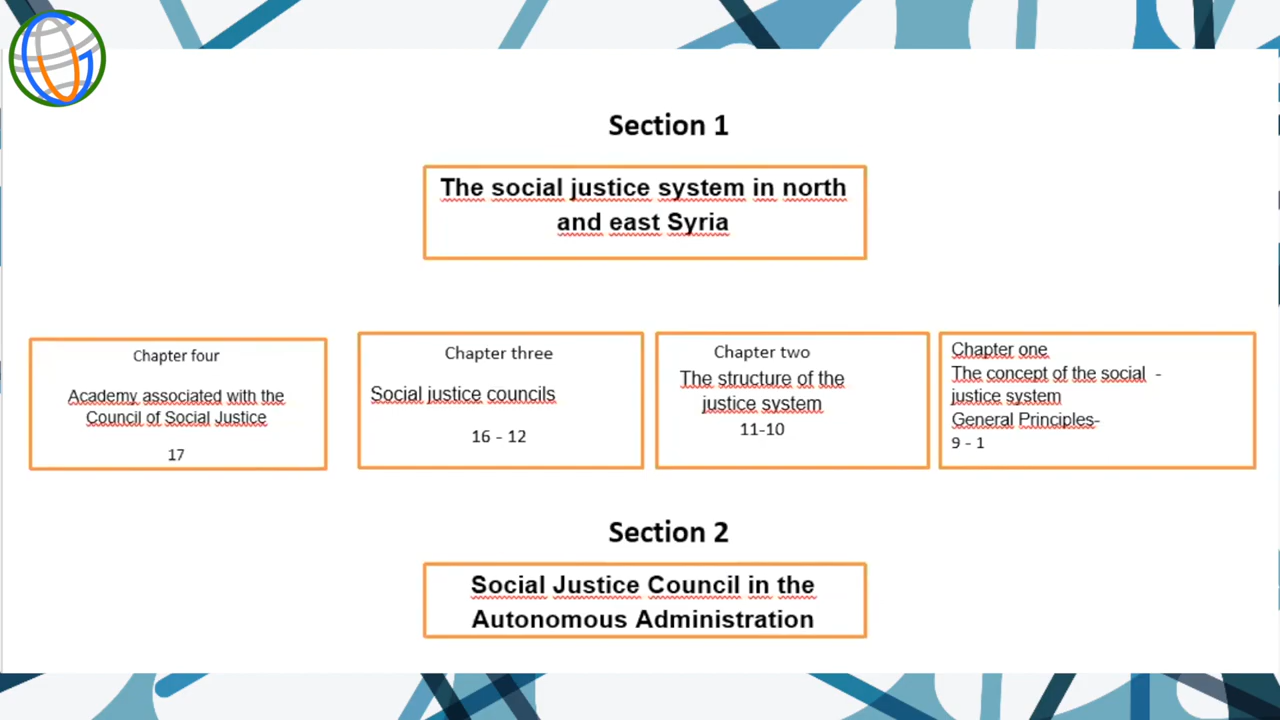 Section 1
The social justice system in north
and east Syria
Chapter four
Academy associated with the
Council of Social Justice
17
Chapter three
Social justice councils
16 - 12
Chapter two
The structure of the
justice system
11-10
Chapter one
The concept of the social -
justice system
General Principles-
9 - 1
Section 2
Social Justice Council in the
Autonomous Administration